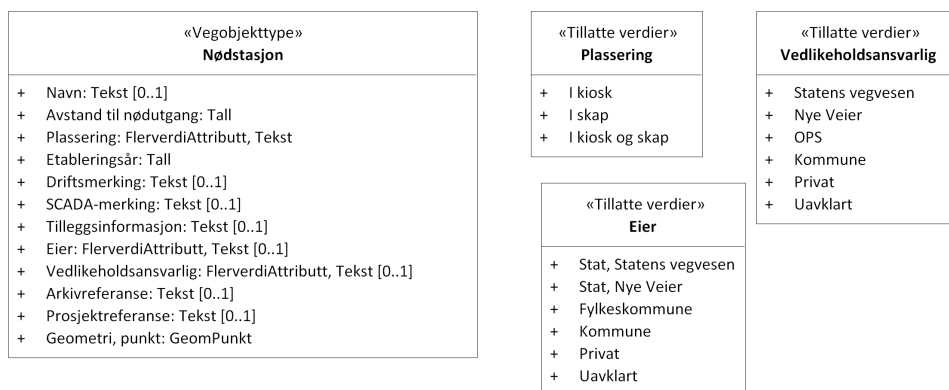 «Vegobjekttype»
Nødstasjon
+ Navn: Tekst [0..1]
+ Avstand til nødutgang: Tall
+ Plassering: FlerverdiAttributt, Tekst
+ Etableringsår: Tall
+ Driftsmerking: Tekst [0..1]
+ SCADA-merking: Tekst [0..1]
+ Tilleggsinformasjon: Tekst [0..1]
+ Eier: FlerverdiAttributt, Tekst [0..1]
+ Vedlikeholdsansvarlig: FlerverdiAttributt, Tekst [0..1]
+ Arkivreferanse: Tekst [0..1]
+ Prosjektreferanse: Tekst [0..1]
+ Geometri, punkt: GeomPunkt
«Tillatte verdier»
Plassering
+ I kiosk
+ I skap
+ I kiosk og skap
«Tillatte verdier»
Eier
+ Stat, Statens vegvesen
+ Stat, Nye Veier
+ Fylkeskommune
+ Kommune
+ Privat
+ Uavklart
«Tillatte verdier»
Vedlikeholdsansvarlig
+ Statens vegvesen
+ Nye Veier
+ OPS
+ Kommune
+ Privat
+ Uavklart